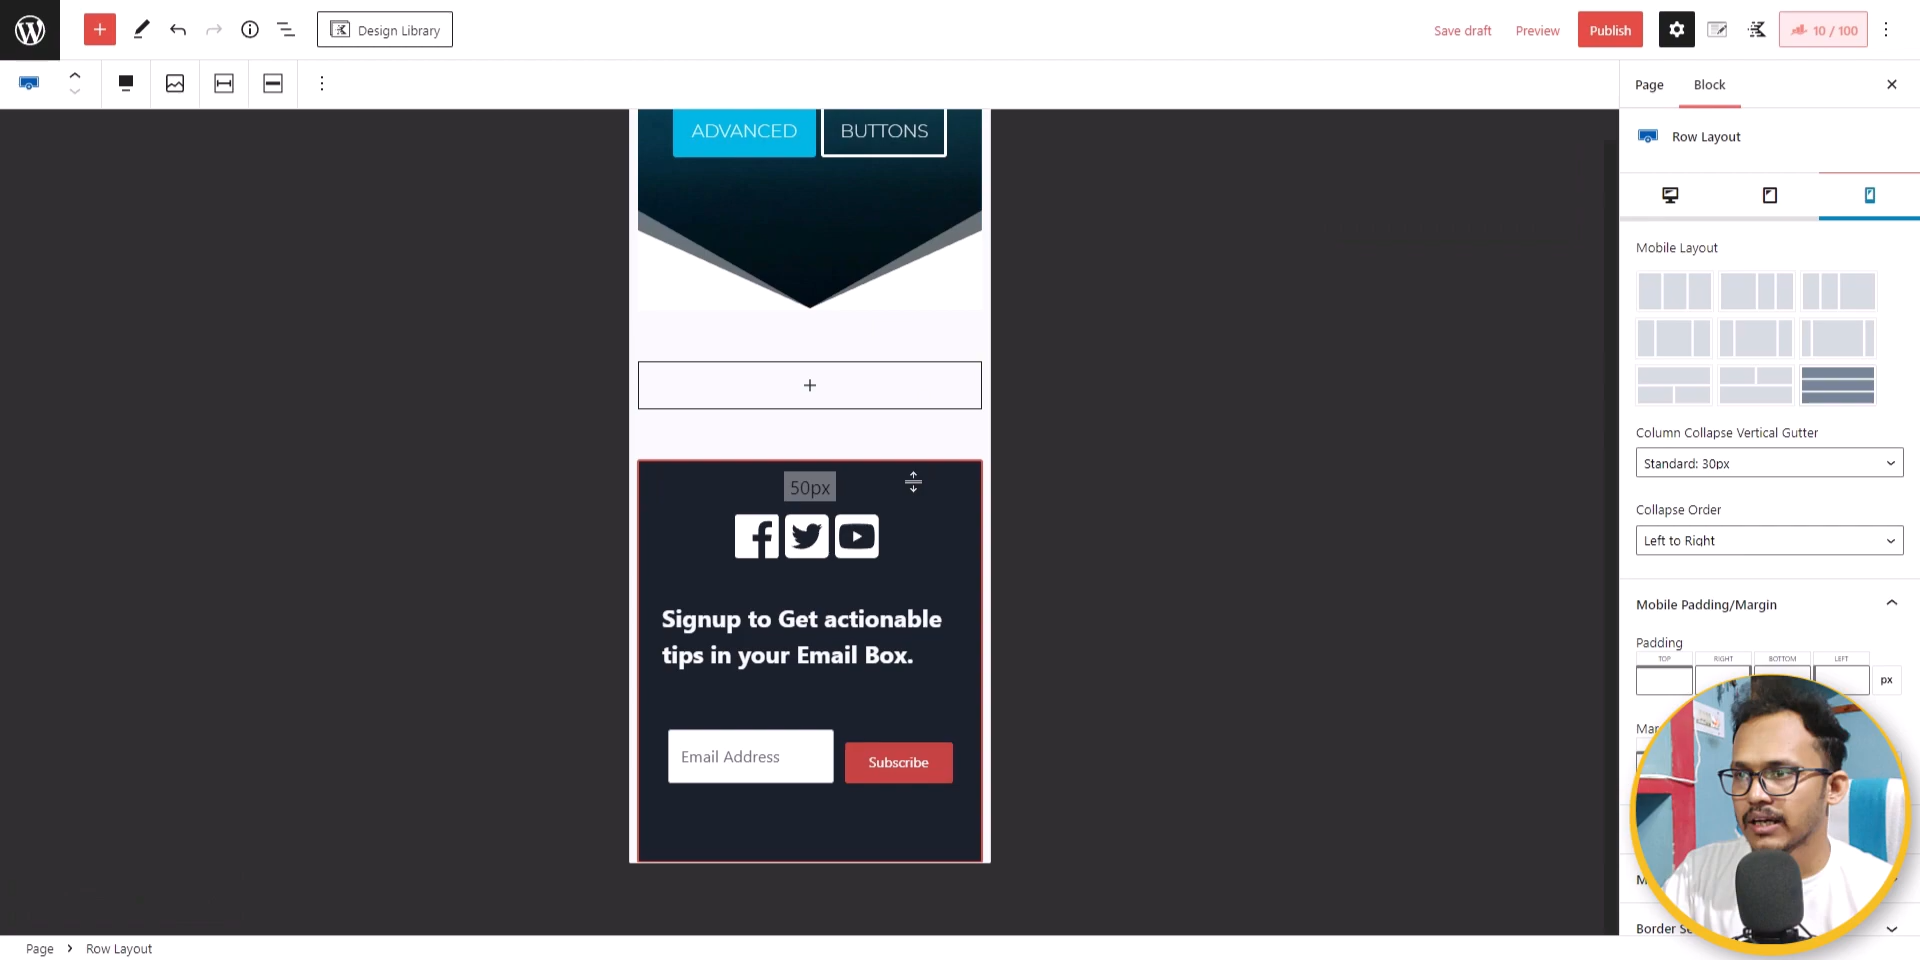 Design Library
Save draft
Preview
Publish
10 / 100
Page
Block
Row Layout
Mobile Layout
Column Collapse Vertical Gutter
Standard: 30px
Collapse Order
Left to Right
Mobile Padding/Margin
Padding
TOP
RIGHT
BOTTOM
LEFT
px
ADVANCED
BUTTONS
50px
Signup to Get actionable
tips in your Email Box.
Email Address
Subscribe
Page
Row Layout